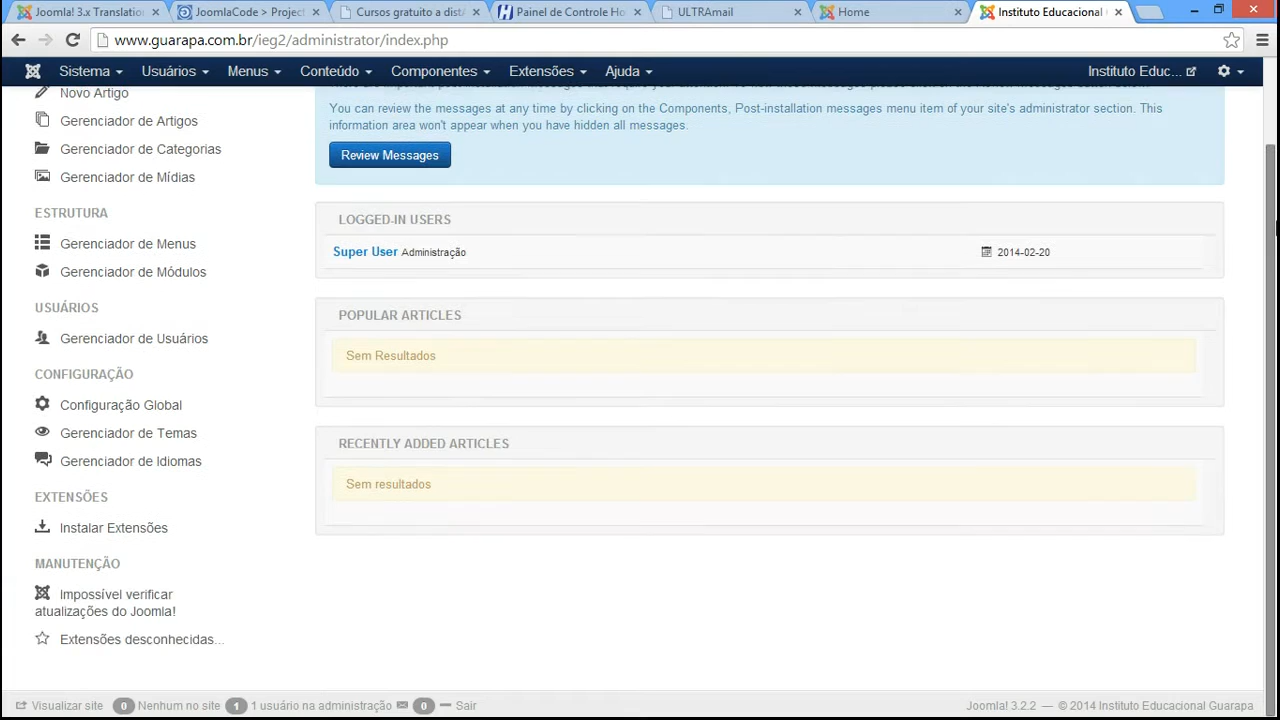 Joomla! 3.x Translation
JoomlaCode > Project
Cursos gratuito a dist
Painel de Controle Ho
ULTRAmail
Home
Instituto Educacional
www.guarapa.com.br/ieg2/administrator/index.php
Sistema
Usuários
Menus
Conteúdo
Componentes
Extensões
Ajuda
Instituto Educ...
Novo Artigo
Gerenciador de Artigos
Gerenciador de Categorias
Gerenciador de Mídias
ESTRUTURA
Gerenciador de Menus
Gerenciador de Módulos
USUÁRIOS
Gerenciador de Usuários
CONFIGURAÇÃO
Configuração Global
Gerenciador de Temas
Gerenciador de Idiomas
EXTENSÕES
Instalar Extensões
MANUTENÇÃO
Impossível verificar
atualizações do Joomla!
Extensões desconhecidas...
You can review the messages at any time by clicking on the Components, Post-installation messages menu item of your site's administrator section. This
information area won't appear when you have hidden all messages.
Review Messages
LOGGED-IN USERS
Super User Administração 2014-02-20
POPULAR ARTICLES
Sem Resultados
RECENTLY ADDED ARTICLES
Sem resultados
Visualizar site 0 Nenhum no site 1 1 usuário na administração 0 Sair
Joomla! 3.2.2 — © 2014 Instituto Educacional Guarapa